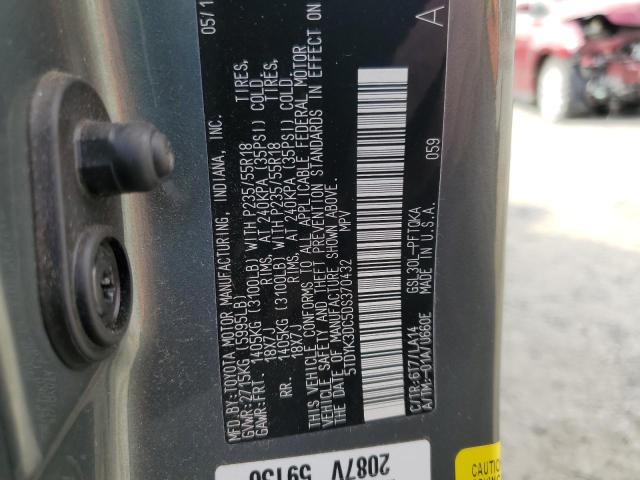 MFD.BY:TOYOTA MOTOR MANUFACTURING, INDIANA, INC. 05/1
GVWR:2715KG (5995LB)
GAWR:FRT. 1405KG (3100LB) WITH P235/55R18 TIRES,
18X7J RIMS, AT 240KPA (35PSI) COLD.
RR. 1405KG (3100LB) WITH P235/55R18 TIRES,
18X7J RIMS, AT 240KPA (35PSI) COLD.
THIS VEHICLE CONFORMS TO ALL APPLICABLE FEDERAL MOTOR
VEHICLE SAFETY AND THEFT PREVENTION STANDARDS IN EFFECT ON
THE DATE OF MANUFACTURE SHOWN ABOVE.
5TDYK3DC5DS370432 MPV
059 A
C/TR:6T7/LA14 GSL30L-PFTQKA
A/TM:-01A/U660E MADE IN U.S.A.
2087V
59136
CAUTI